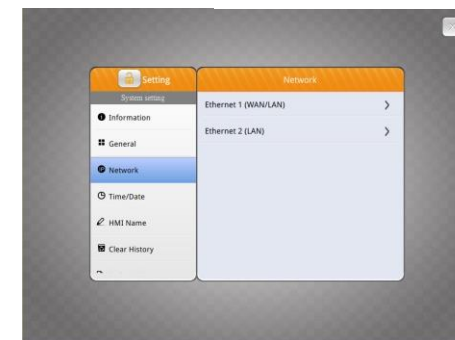 Setting
System setting
Information
General
Network
Time/Date
HMI Name
Clear History
Network
Ethernet 1 (WAN/LAN)
Ethernet 2 (LAN)